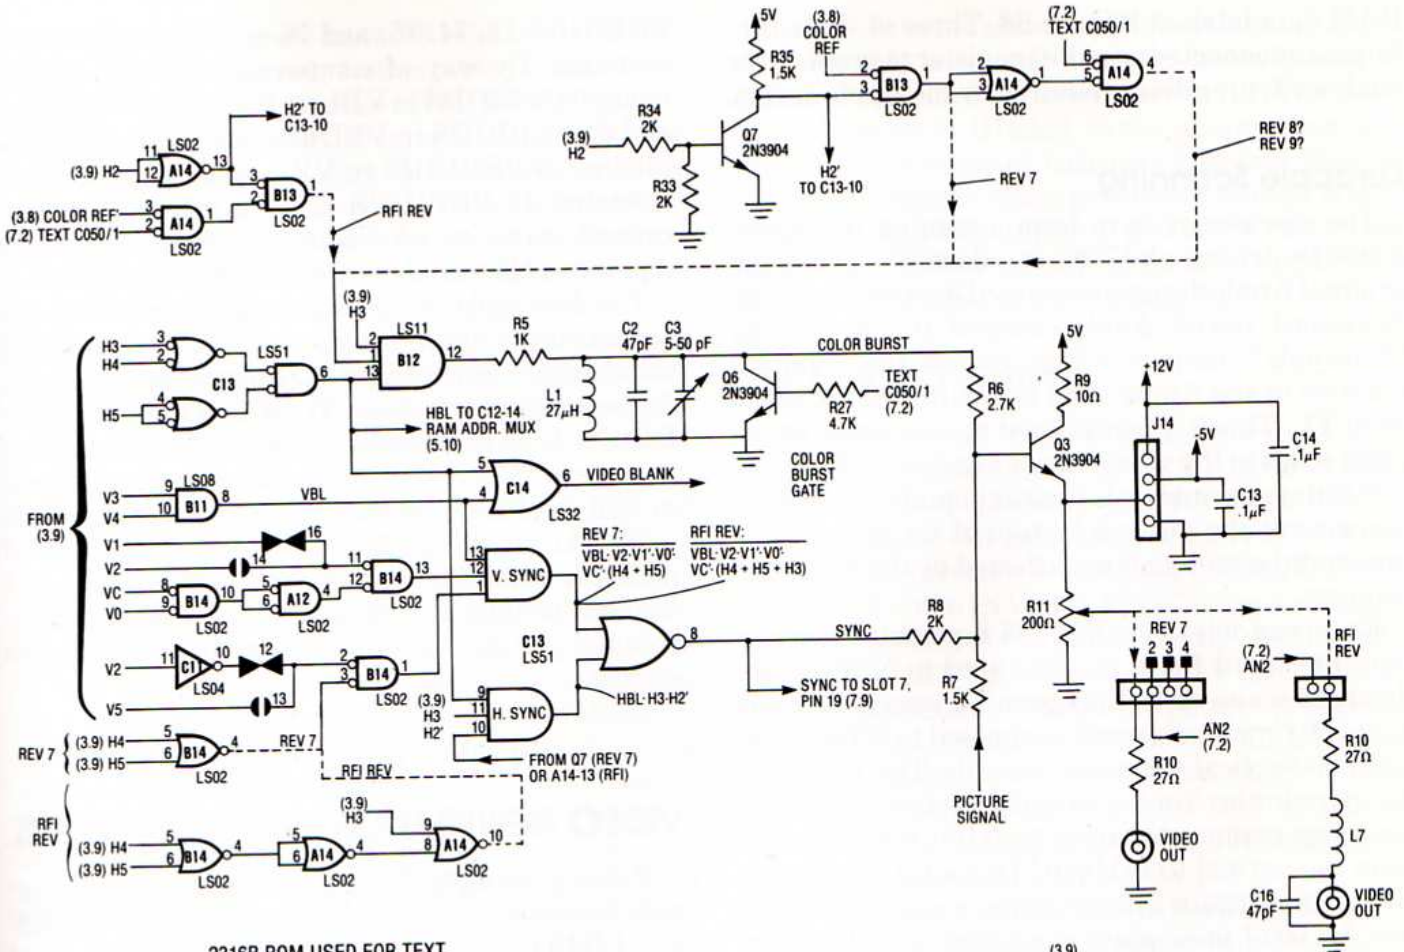 5V
(3.8)
COLOR
REF
(7.2)
TEXT C050/1
R35
1.5K
2
3
B13
1
LS02
2
3
A14
1
LS02
6
5
A14
4
LS02
H2' TO
C13-10
R34
2K
(3.9)
H2
R33
2K
Q7
2N3904
H2'
TO C13-10
REV 7
REV 8?
REV 9?
LS02
(3.9) H2
11
12
A14
13
3
2
B13
1
LS02
(3.8) COLOR REF'
(7.2) TEXT C050/1
3
2
A14
1
LS02
RFI REV
(3.9)
H3
LS11
2
1
13
B12
12
R5
1K
C2
47pF
C3
5-50 pF
COLOR BURST
L1
27μH
Q6
2N3904
R27
4.7K
TEXT
C050/1
(7.2)
COLOR
BURST
GATE
R6
2.7K
5V
R9
10Ω
Q3
2N3904
+12V
J14
-5V
C14
.1μF
C13
.1μF
FROM
(3.9)
H3
H4
3
2
H5
4
5
C13
LS51
6
HBL TO C12-14
RAM ADDR. MUX
(5.10)
5
4
C14
6
LS32
VIDEO BLANK
V3
V4
9
10
LS08
B11
8
VBL
V1
16
V2
14
VC
V0
8
9
B14
10
LS02
5
6
A12
4
LS02
11
12
B14
13
LS02
13
12
1
V. SYNC
REV 7:
VBL·V2·V1'·V0'·
VC'·(H4 + H5)
RFI REV:
VBL·V2·V1'·V0'·
VC'·(H4 + H5 + H3)
C13
LS51
8
SYNC
R8
2K
R11
200Ω
V2
11
C11
10
LS04
12
V5
13
2
3
B14
1
LS02
(3.9)
H3
H2'
9
11
10
H. SYNC
HBL·H3·H2'
SYNC TO SLOT 7,
PIN 19 (7.9)
R7
1.5K
REV 7
2 3 4
RFI
REV
(7.2)
AN2
AN2
(7.2)
REV 7
(3.9) H4
(3.9) H5
5
6
B14
4
LS02
REV 7
RFI REV
FROM Q7 (REV 7)
OR A14-13 (RFI)
PICTURE
SIGNAL
R10
27Ω
R10
27Ω
L7
VIDEO
OUT
C16
47pF
VIDEO
OUT
RFI
REV
(3.9) H4
(3.9) H5
5
6
B14
4
LS02
5
6
A14
4
LS02
(3.9)
H3
9
8
A14
10
LS02
2316B ROM USED FOR TEXT
(3.9)